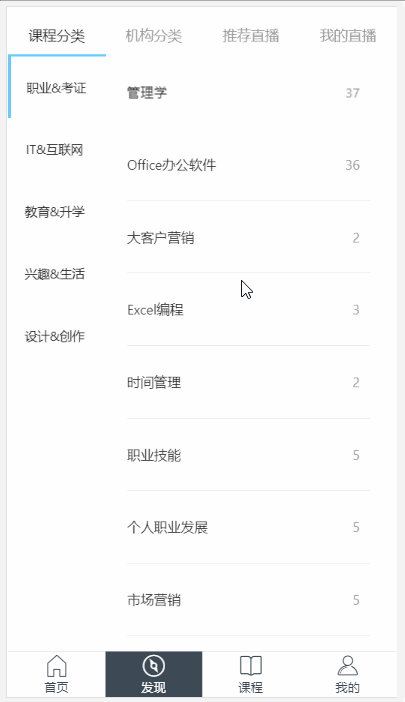 课程分类 机构分类 推荐直播 我的直播
职业&考证
IT&互联网
教育&升学
兴趣&生活
设计&创作
管理学 37
Office办公软件 36
大客户营销 2
Excel编程 3
时间管理 2
职业技能 5
个人职业发展 5
市场营销 5
首页 发现 课程 我的